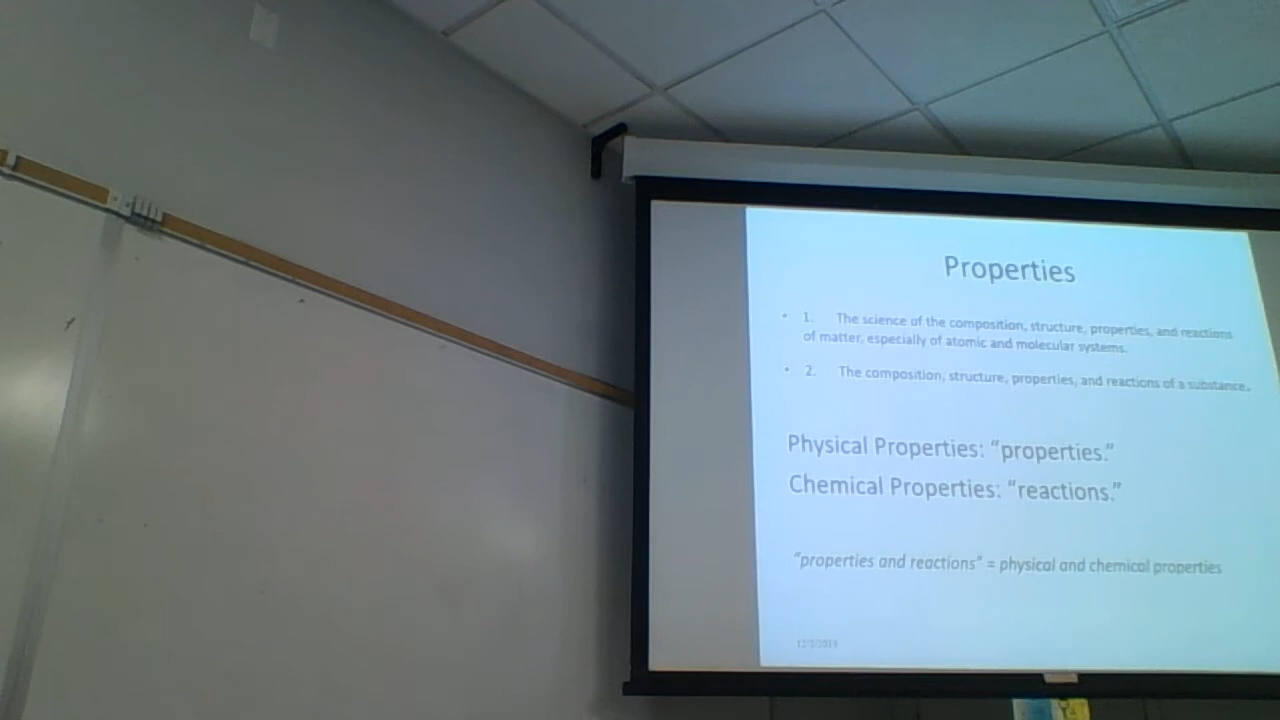 Properties
• 1. The science of the composition, structure, properties, and reactions
of matter, especially of atomic and molecular systems.
• 2. The composition, structure, properties, and reactions of a substance.
Physical Properties: “properties.”
Chemical Properties: “reactions.”
“properties and reactions” = physical and chemical properties